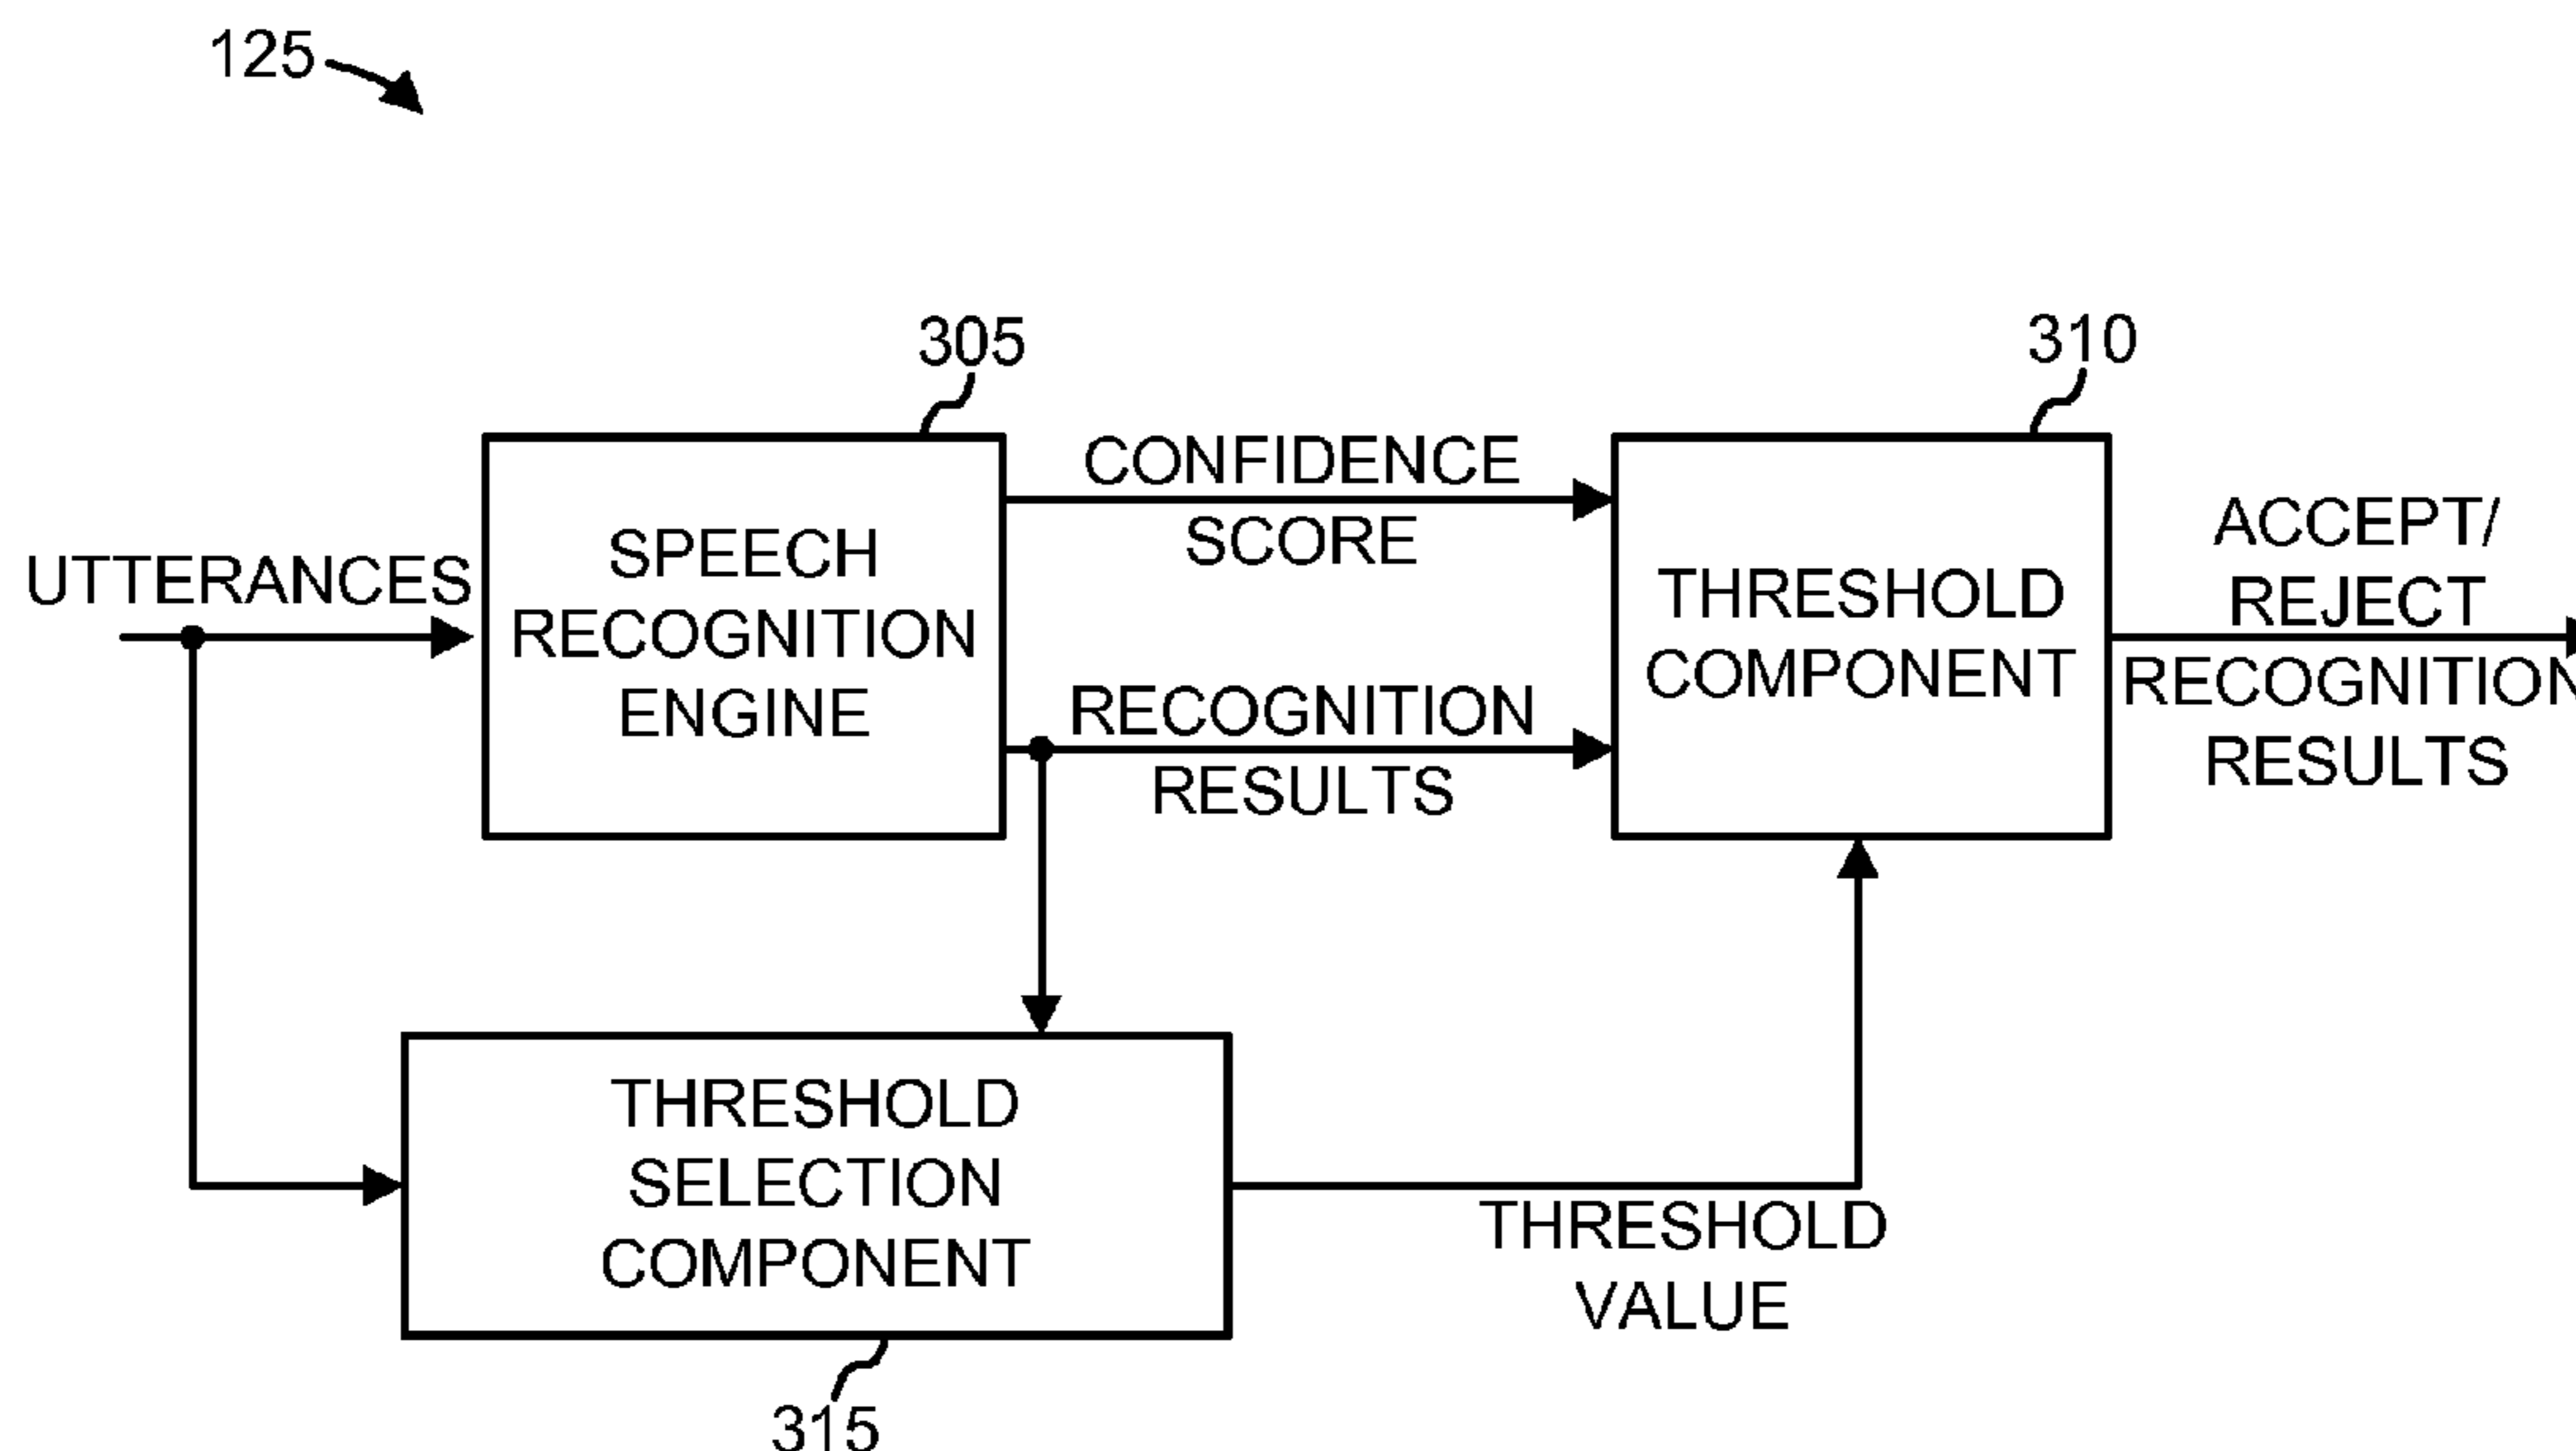 125
305
310
UTTERANCES
SPEECH
RECOGNITION
ENGINE
CONFIDENCE
SCORE
RECOGNITION
RESULTS
THRESHOLD
COMPONENT
ACCEPT/
REJECT
RECOGNITION
RESULTS
THRESHOLD
SELECTION
COMPONENT
THRESHOLD
VALUE
315